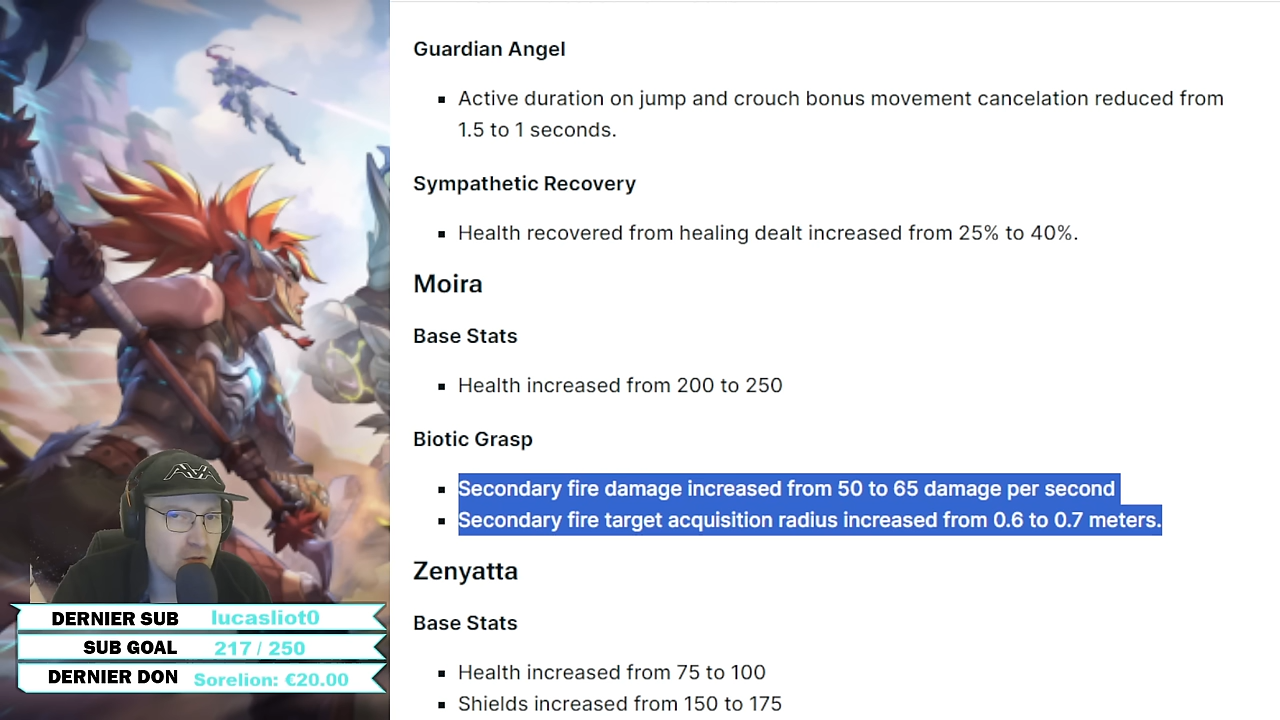 Guardian Angel
Active duration on jump and crouch bonus movement cancelation reduced from
1.5 to 1 seconds.
Sympathetic Recovery
Health recovered from healing dealt increased from 25% to 40%.
Moira
Base Stats
Health increased from 200 to 250
Biotic Grasp
Secondary fire damage increased from 50 to 65 damage per second
Secondary fire target acquisition radius increased from 0.6 to 0.7 meters.
Zenyatta
Base Stats
Health increased from 75 to 100
Shields increased from 150 to 175
DERNIER SUB lucasliot0
SUB GOAL 217 / 250
DERNIER DON Sorelion: €20.00